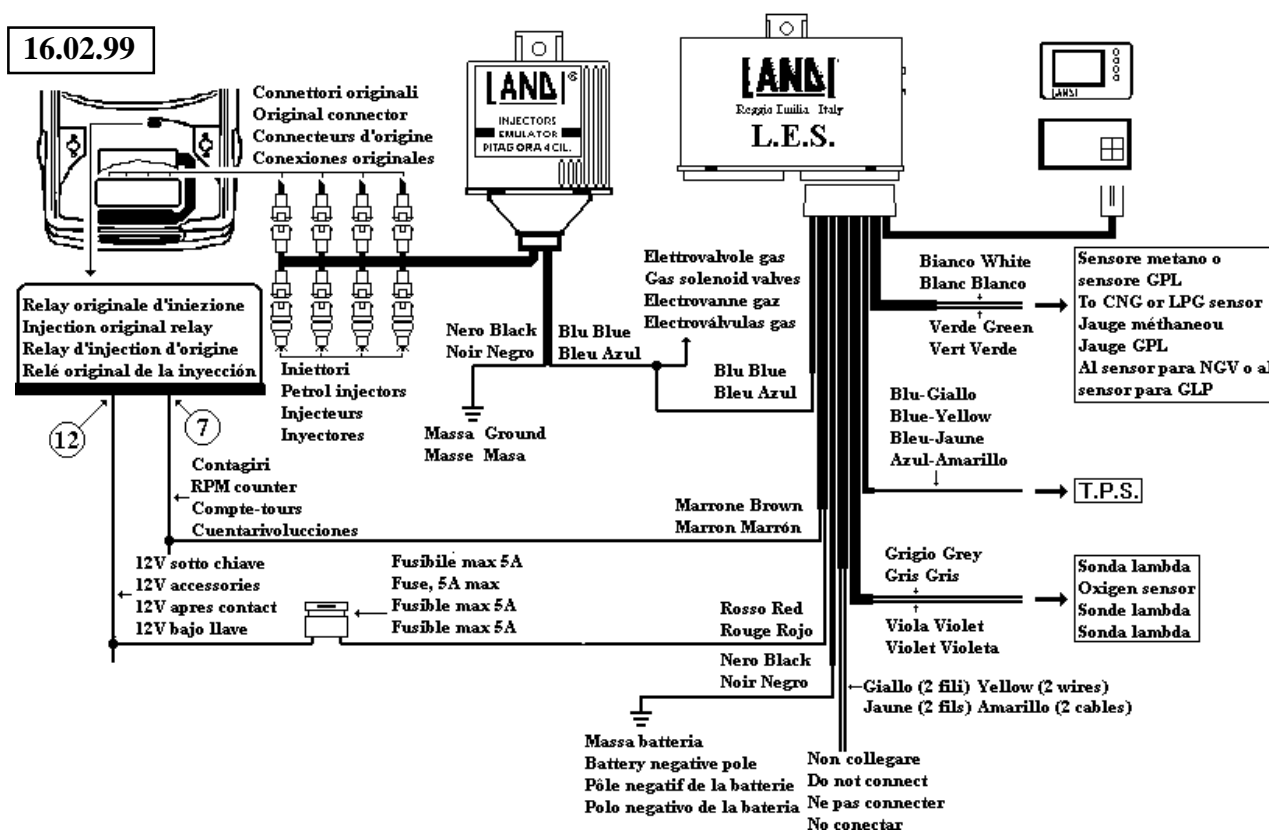 16.02.99
Connettori originali
Original connector
Connecteurs d'origine
Conexiones originales
LANDI®
INJECTORS
EMULATOR
PITAGORA 4 CIL.
LANDI
Reggio Emilia Italy
L.E.S.
LANDI
Relay originale d'iniezione
Injection original relay
Relay d'injection d'origine
Relé original de la inyección
Iniettori
Petrol injectors
Injecteurs
Inyectores
Nero Black
Noir Negro
Blu Blue
Bleu Azul
Massa Ground
Masse Masa
Elettrovalvole gas
Gas solenoid valves
Electrovanne gaz
Electroválvulas gas
Blu Blue
Bleu Azul
Bianco White
Blanc Blanco
Verde Green
Vert Verde
Sensore metano o
sensore GPL
To CNG or LPG sensor
Jauge méthaneou
Jauge GPL
Al sensor para NGV o al
sensor para GLP
Blu-Giallo
Blue-Yellow
Bleu-Jaune
Azul-Amarillo
T.P.S.
12
7
Contagiri
RPM counter
Compte-tours
Cuentarivolucciones
Marrone Brown
Marron Marrón
12V sotto chiave
12V accessories
12V apres contact
12V bajo llave
Fusibile max 5A
Fuse, 5A max
Fusible max 5A
Fusible max 5A
Rosso Red
Rouge Rojo
Grigio Grey
Gris Gris
Viola Violet
Violet Violeta
Sonda lambda
Oxigen sensor
Sonde lambda
Sonda lambda
Nero Black
Noir Negro
Giallo (2 fili) Yellow (2 wires)
Jaune (2 fils) Amarillo (2 cables)
Massa batteria
Battery negative pole
Pôle negatif de la batterie
Polo negativo de la bateria
Non collegare
Do not connect
Ne pas connecter
No conectar